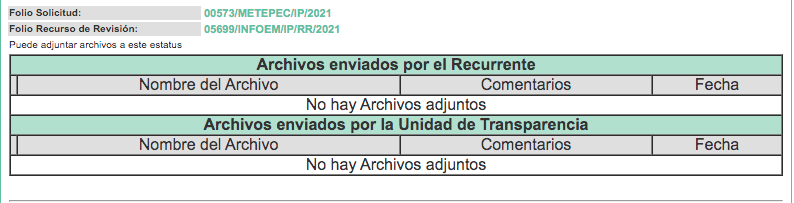 Folio Solicitud: 00573/METEPEC/IP/2021
Folio Recurso de Revisión: 05699/INFOEM/IP/RR/2021
Puede adjuntar archivos a este estatus
Archivos enviados por el Recurrente
Nombre del Archivo Comentarios Fecha
No hay Archivos adjuntos
Archivos enviados por la Unidad de Transparencia
Nombre del Archivo Comentarios Fecha
No hay Archivos adjuntos